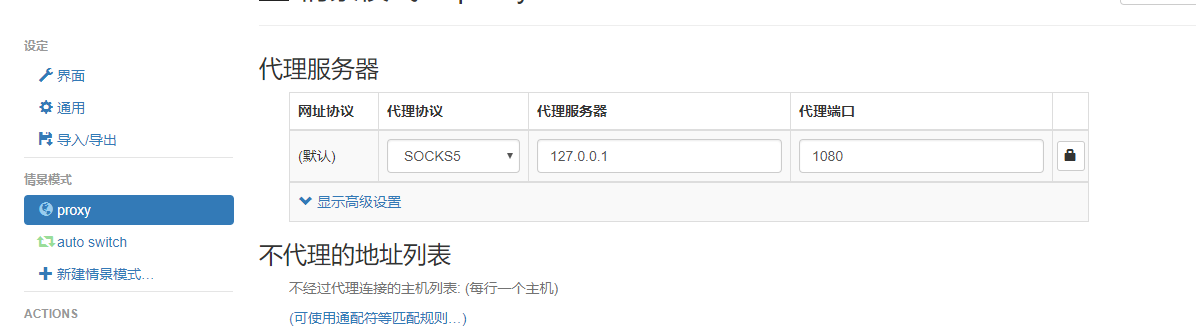 设定
界面
通用
导入/导出
情景模式
proxy
auto switch
新建情景模式...
ACTIONS
代理服务器
网址协议 代理协议 代理服务器 代理端口
(默认) SOCKS5 127.0.0.1 1080
显示高级设置
不代理的地址列表
不经过代理连接的主机列表: (每行一个主机)
(可使用通配符等匹配规则...)